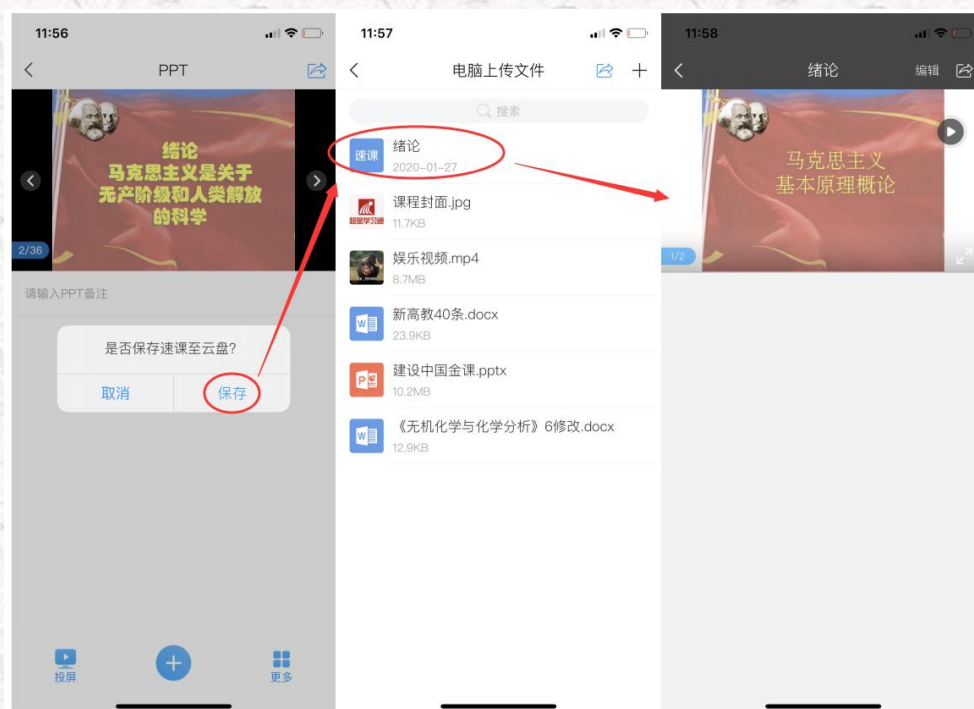 11:56
PPT
绪论
马克思主义是关于
无产阶级和人类解放
的科学
2/36
请输入PPT备注
是否保存速课至云盘?
取消
保存
投屏
更多
11:57
电脑上传文件
搜索
速课
绪论
2020-01-27
课程封面.jpg
超星学习通
11.7KB
娱乐视频.mp4
8.7MB
新高教40条.docx
23.9KB
建设中国金课.pptx
10.2MB
《无机化学与化学分析》6修改.docx
12.9KB
11:58
绪论
编辑
马克思主义
基本原理概论
1/2